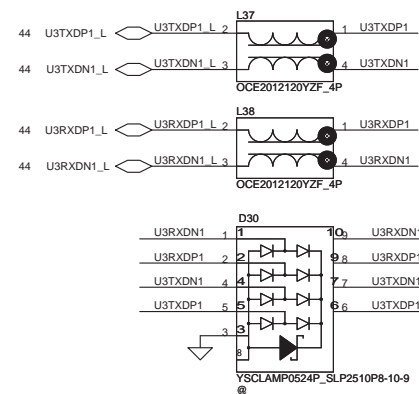 L37
44 U3TXDP1_L U3TXDP1_L 2 1 U3TXDP1
44 U3TXDN1_L U3TXDN1_L 3 4 U3TXDN1
OCE2012120YZF_4P
L38
44 U3RXDP1_L U3RXDP1_L 2 1 U3RXDP1
44 U3RXDN1_L U3RXDN1_L 3 4 U3RXDN1
OCE2012120YZF_4P
D30
U3RXDN1 1 1 10 9 U3RXDN1
U3RXDP1 2 2 9 8 U3RXDP1
U3TXDN1 4 4 7 7 U3TXDN1
U3TXDP1 5 5 6 6 U3TXDP1
3 3
8
YSCLAMP0524P_SLP2510P8-10-9
@